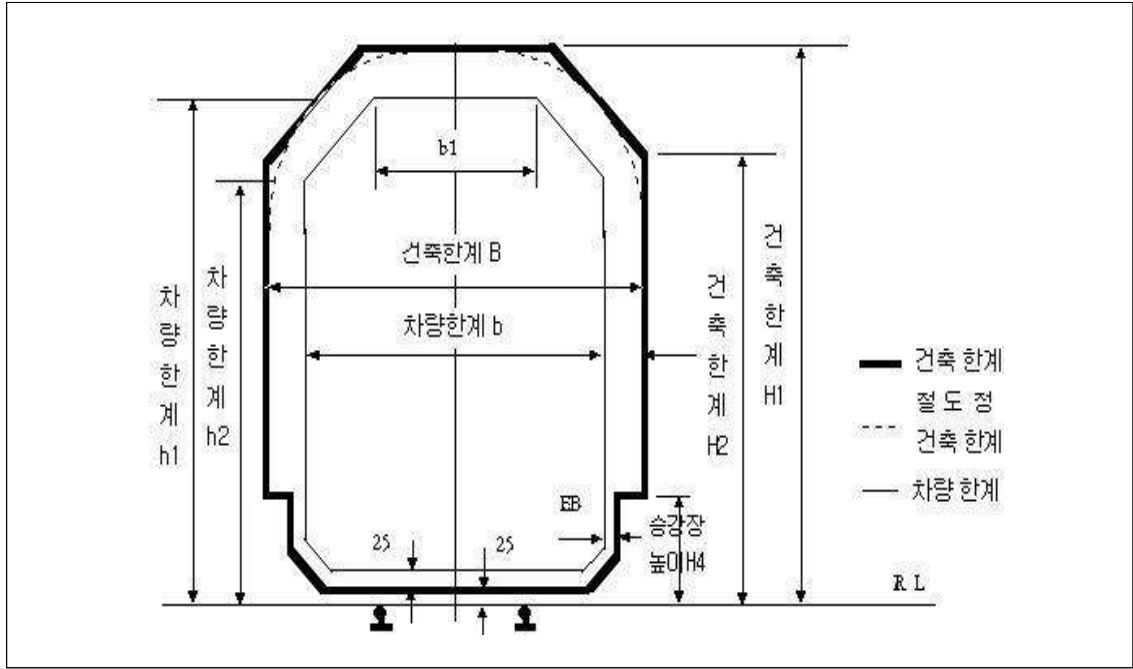 b1
건축한계 B
차량한계 b
차량한계 h1
차량한계 h2
건축한계 H2
건축한계 H1
EB
25
25
승강장
높이H4
R L
건축 한계
절 도 정
건축 한계
차량 한계